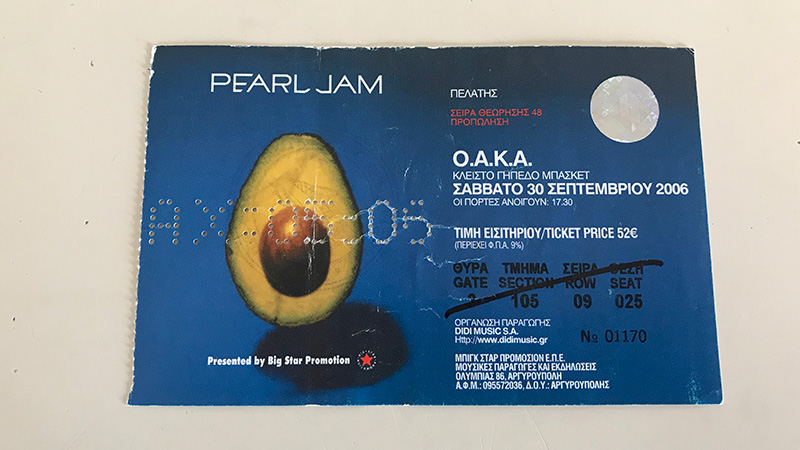 PEARL JAM
ΠΕΛΑΤΗΣ
ΣΕΙΡΑ ΘΕΩΡΗΣΗΣ 48
ΠΡΟΠΩΛΗΣΗ
Ο.Α.Κ.Α.
ΚΛΕΙΣΤΟ ΓΗΠΕΔΟ ΜΠΑΣΚΕΤ
ΣΑΒΒΑΤΟ 30 ΣΕΠΤΕΜΒΡΙΟΥ 2006
ΟΙ ΠΟΡΤΕΣ ΑΝΟΙΓΟΥΝ: 17.30
ΤΙΜΗ ΕΙΣΙΤΗΡΙΟΥ/TICKET PRICE 52€
(ΠΕΡΙΕΧΕΙ Φ.Π.Α. 9%)
ΘΥΡΑ ΤΜΗΜΑ ΣΕΙΡΑ ΘΕΣΗ
GATE SECTION ROW SEAT
2 105 09 025
ΟΡΓΑΝΩΣΗ ΠΑΡΑΓΩΓΗΣ
DIDI MUSIC S.A.
Http://www.didimusic.gr
№ 01170
ΜΠΙΓΚ ΣΤΑΡ ΠΡΟΜΟΣΙΟΝ Ε.Π.Ε.
ΜΟΥΣΙΚΕΣ ΠΑΡΑΓΩΓΕΣ ΚΑΙ ΕΚΔΗΛΩΣΕΙΣ
ΟΛΥΜΠΙΑΣ 86, ΑΡΓΥΡΟΥΠΟΛΗ
Α.Φ.Μ.: 095572036, Δ.Ο.Υ.: ΑΡΓΥΡΟΥΠΟΛΗΣ
Presented by Big Star Promotion